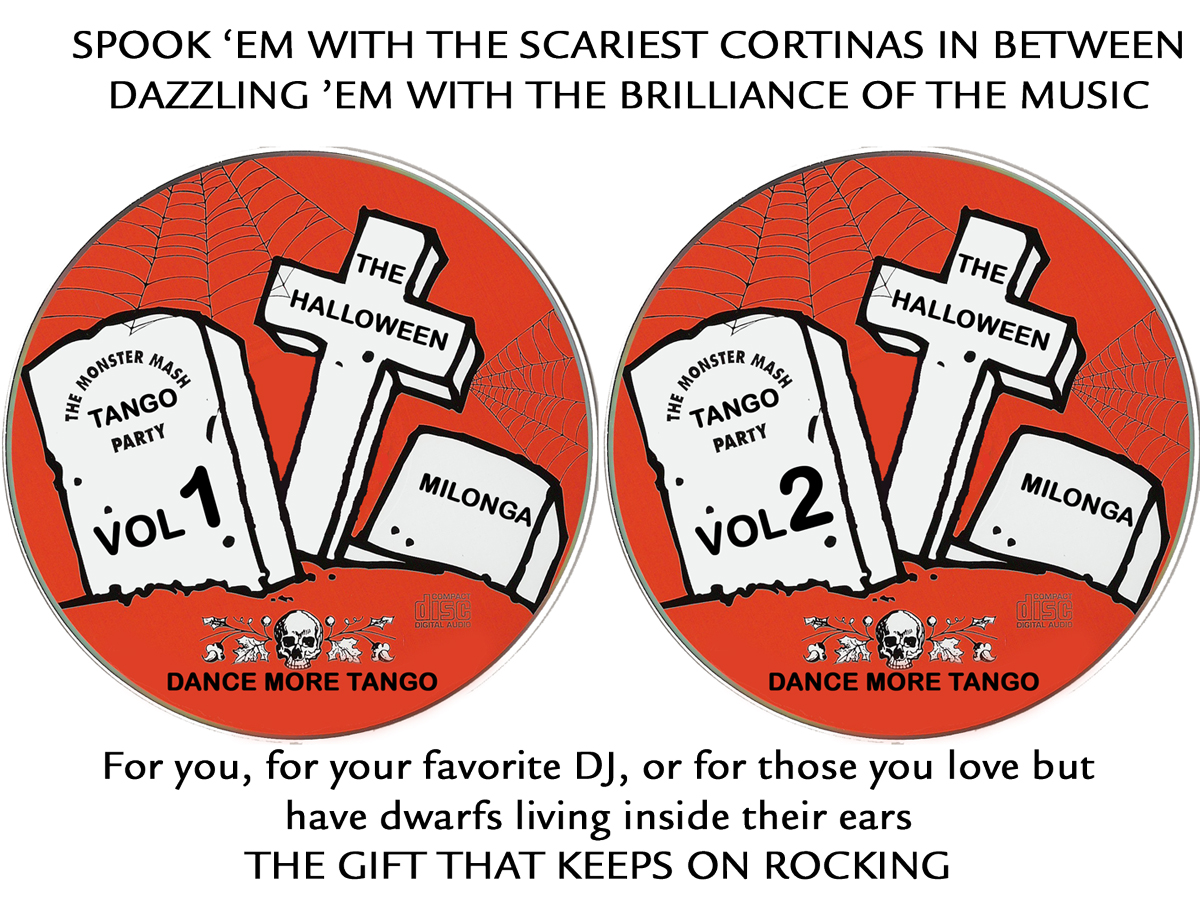 SPOOK ‘EM WITH THE SCARIEST CORTINAS IN BETWEEN
DAZZLING ’EM WITH THE BRILLIANCE OF THE MUSIC
THE
HALLOWEEN
THE MONSTER MASH
TANGO
PARTY
VOL 1
MILONGA
COMPACT
disc
DIGITAL AUDIO
DANCE MORE TANGO
THE
HALLOWEEN
THE MONSTER MASH
TANGO
PARTY
VOL 2
MILONGA
COMPACT
disc
DIGITAL AUDIO
DANCE MORE TANGO
For you, for your favorite DJ, or for those you love but
have dwarfs living inside their ears
THE GIFT THAT KEEPS ON ROCKING